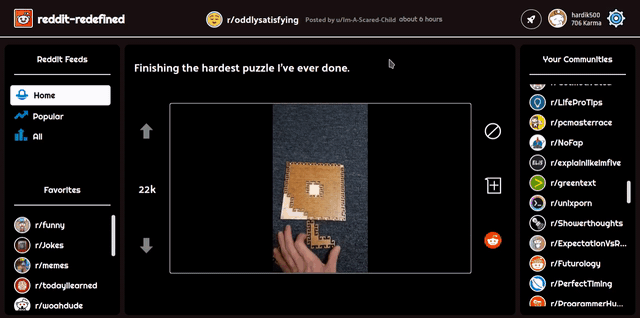 reddit-redefined
r/oddlysatisfying
Posted by u/Im-A-Scared-Child
about 6 hours
hardik500
706 Karma
Reddit Feeds
Home
Popular
All
Favorites
r/funny
r/Jokes
r/memes
r/todayilearned
r/woahdude
Finishing the hardest puzzle I've ever done.
22k
Your Communities
r/LifeProTips
r/pcmasterrace
r/NoFap
ELI5
r/explainlikeimfive
r/greentext
r/unixporn
r/Showerthoughts
r/ExpectationVsR...
r/Futurology
r/PerfectTiming
r/ProgrammerHu...